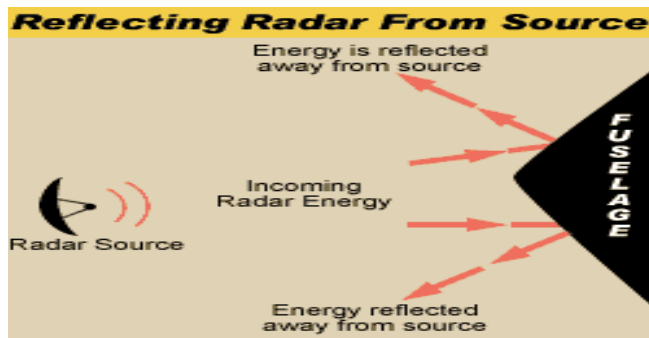 Reflecting Radar From Source
Energy is reflected
away from source
Incoming
Radar Energy
Radar Source
FUSELAGE
Energy reflected
away from source